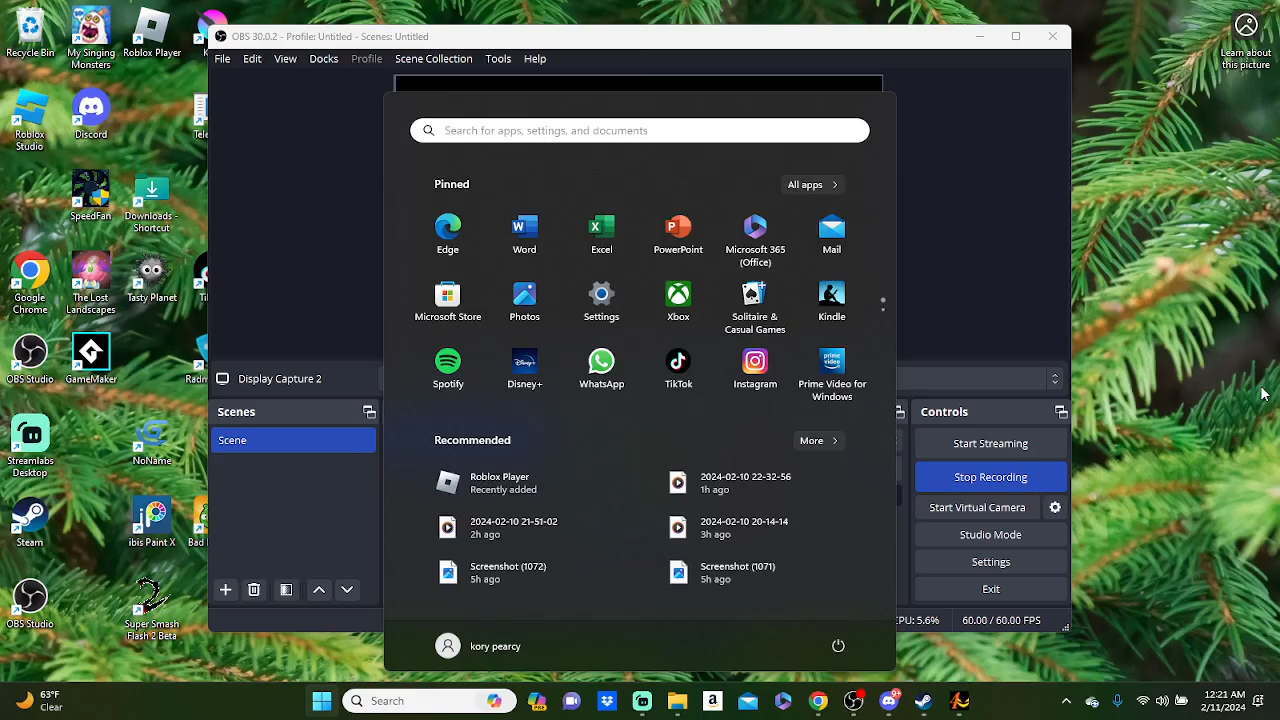 Recycle Bin
My Singing
Monsters
Roblox Player
OBS 30.0.2 - Profile: Untitled - Scenes: Untitled
Learn about
this picture
File Edit View Docks Profile Scene Collection Tools Help
Roblox
Studio
Discord
Search for apps, settings, and documents
Pinned
All apps
SpeedFan
Downloads -
Edge
Word
Excel
PowerPoint
Microsoft 365
(Office)
Mail
Google
Chrome
The Lost
Landscapes
Tasty Planet
Microsoft Store
Photos
Settings
Xbox
Solitaire &
Casual Games
Kindle
OBS Studio
GameMaker
Display Capture 2
Spotify
Disney+
WhatsApp
TikTok
Instagram
Prime Video for
Windows
Scenes
Controls
Scene
Recommended
More
Start Streaming
Streamlabs
Desktop
NoName
Roblox Player
Recently added
2024-02-10 22-32-56
1h ago
Stop Recording
Start Virtual Camera
2024-02-10 21-51-02
2h ago
2024-02-10 20-14-14
3h ago
Studio Mode
Steam
ibis Paint X
Screenshot (1072)
5h ago
Screenshot (1071)
5h ago
Settings
Exit
OBS Studio
Super Smash
Flash 2 Beta
CPU: 5.6%
60.00 / 60.00 FPS
kory pearcy
Clear
Search
PRE
9+
12:21 AM
2/11/2024